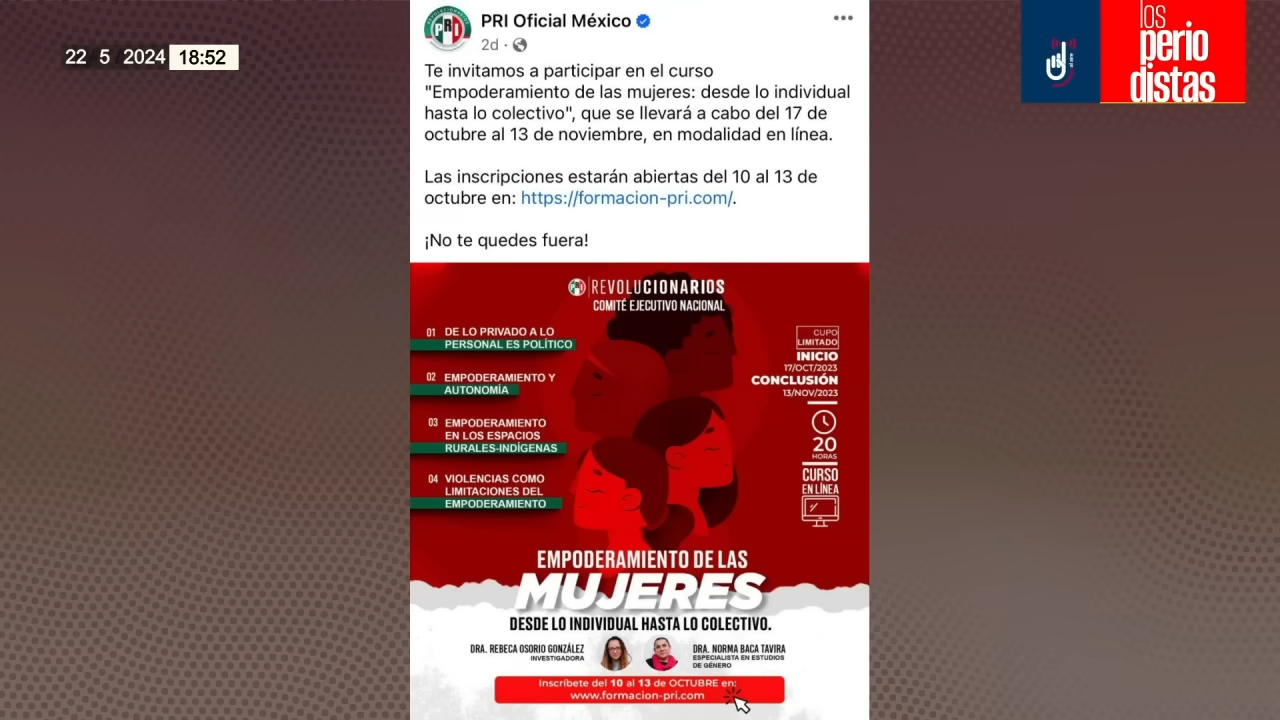 22 5 2024 18:52
PRI Oficial México
2d
Te invitamos a participar en el curso
"Empoderamiento de las mujeres: desde lo individual
hasta lo colectivo", que se llevará a cabo del 17 de
octubre al 13 de noviembre, en modalidad en línea.
Las inscripciones estarán abiertas del 10 al 13 de
octubre en: https://formacion-pri.com/.
¡No te quedes fuera!
los
perio
distas
PRI
REVOLUCIONARIOS
COMITÉ EJECUTIVO NACIONAL
01 DE LO PRIVADO A LO
PERSONAL ES POLÍTICO
02 EMPODERAMIENTO Y
AUTONOMÍA
03 EMPODERAMIENTO
EN LOS ESPACIOS
RURALES-INDÍGENAS
04 VIOLENCIAS COMO
LIMITACIONES DEL
EMPODERAMIENTO
CUPO
LIMITADO
INICIO
17/OCT/2023
CONCLUSIÓN
13/NOV/2023
20
HORAS
CURSO
EN LÍNEA
EMPODERAMIENTO DE LAS
MUJERES
DESDE LO INDIVIDUAL HASTA LO COLECTIVO.
DRA. REBECA OSORIO GONZÁLEZ
INVESTIGADORA
DRA. NORMA BACA TAVIRA
ESPECIALISTA EN ESTUDIOS
DE GÉNERO
Inscríbete del 10 al 13 de OCTUBRE en:
www.formacion-pri.com